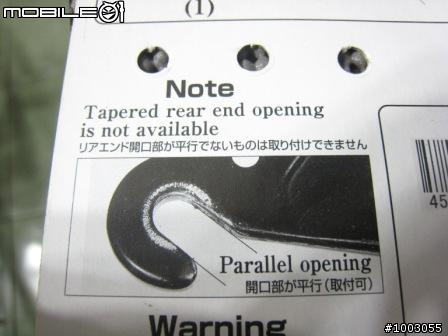 MOBILE01
(1)
Note
Tapered rear end opening
is not available
リアエンド開口部が平行でないものは取り付けできません
Parallel opening
開口部が平行(取付可)
45
Warning
#1003055